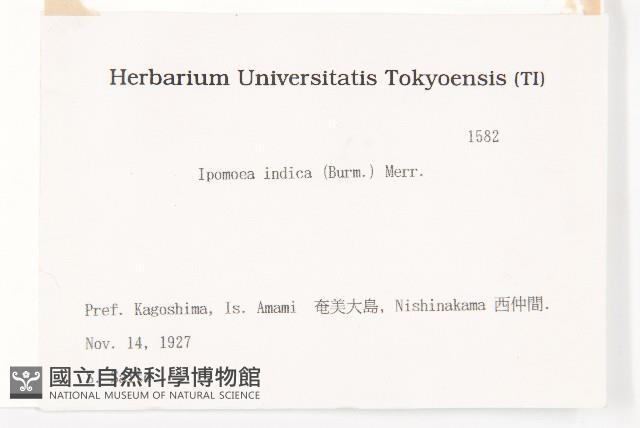 Herbarium Universitatis Tokyoensis (TI)
1582
Ipomoea indica (Burm.) Merr.
Pref. Kagoshima, Is. Amami 奄美大島, Nishinakama 西仲間.
Nov. 14, 1927
國立自然科學博物館
NATIONAL MUSEUM OF NATURAL SCIENCE